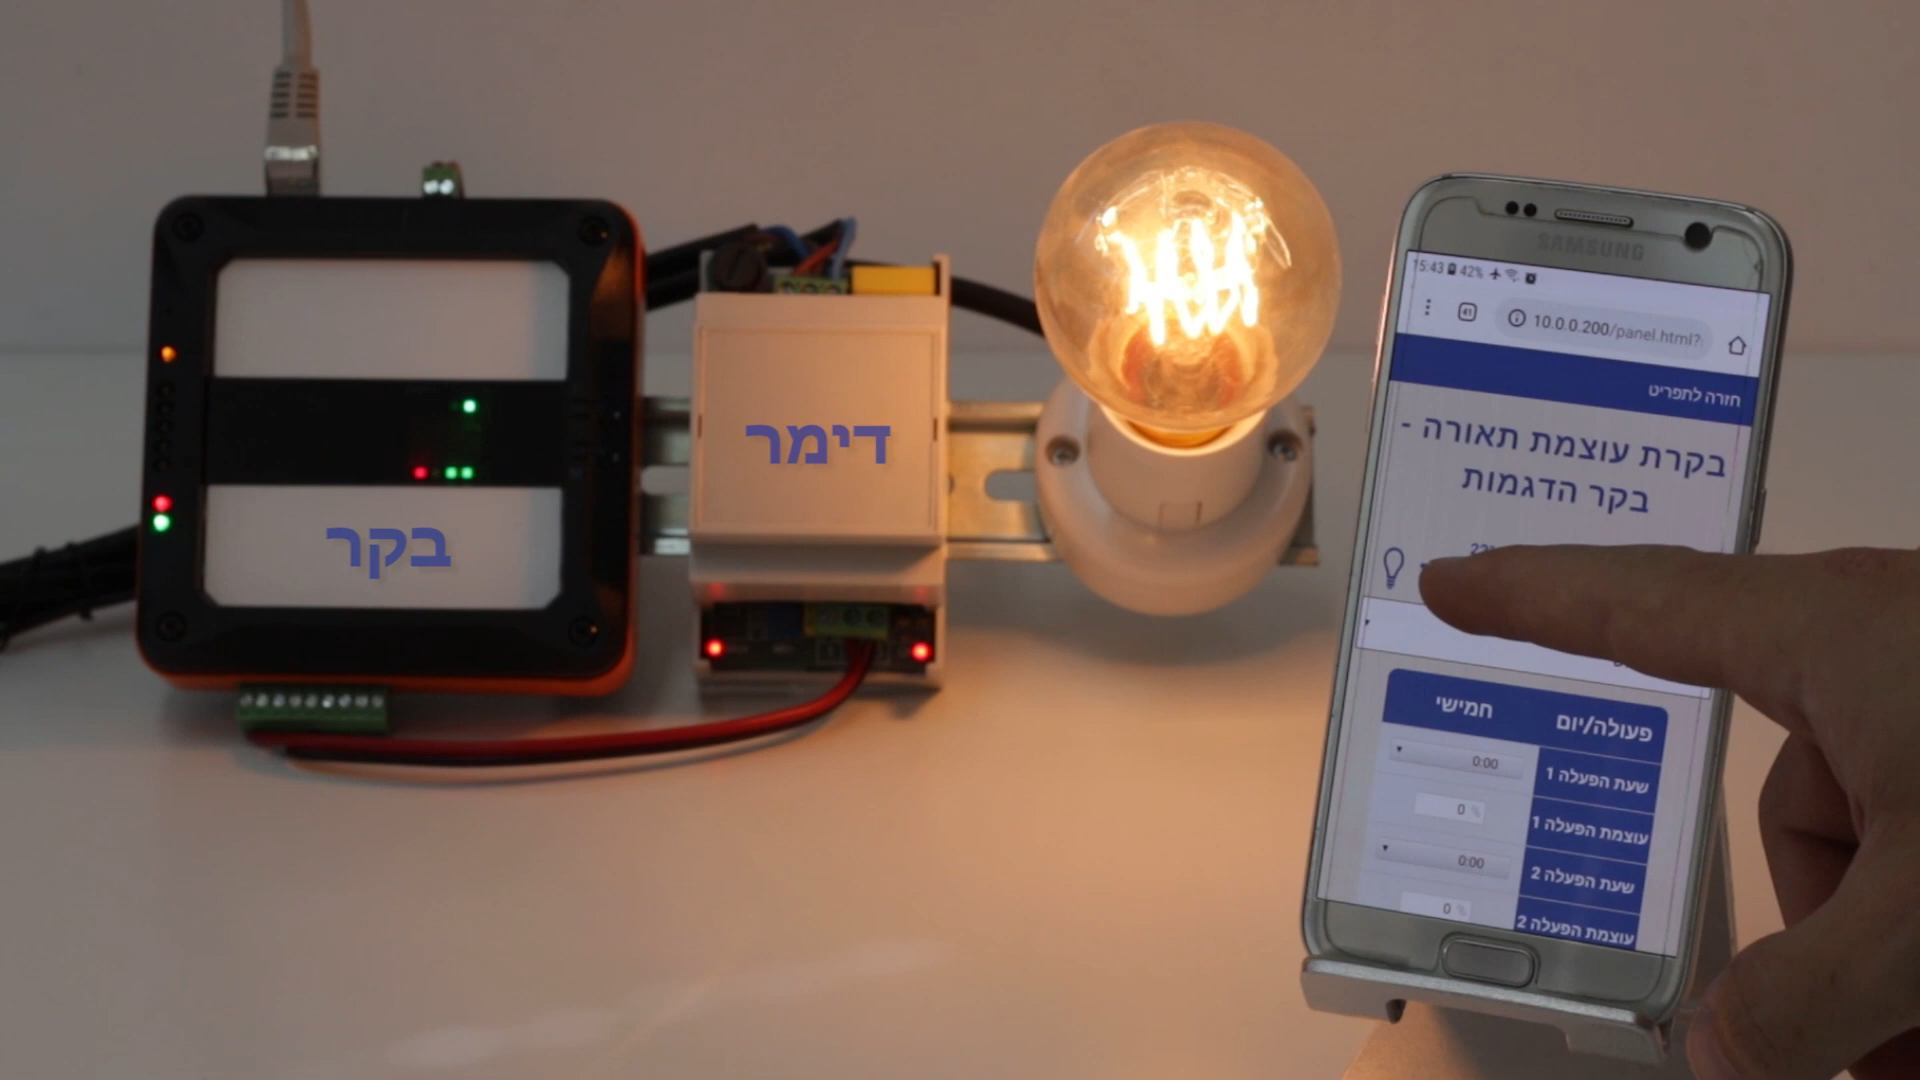 בקר
דימר
SAMSUNG
15:43 42%
41
10.0.0.200/panel.html?
חזרה לתפריט
בקרת עוצמת תאורה -
בקר הדגמות
פעולה/יום חמישי
שעת הפעלה 1 0:00
עוצמת הפעלה 1 0 %
שעת הפעלה 2 0:00
עוצמת הפעלה 2 0 %